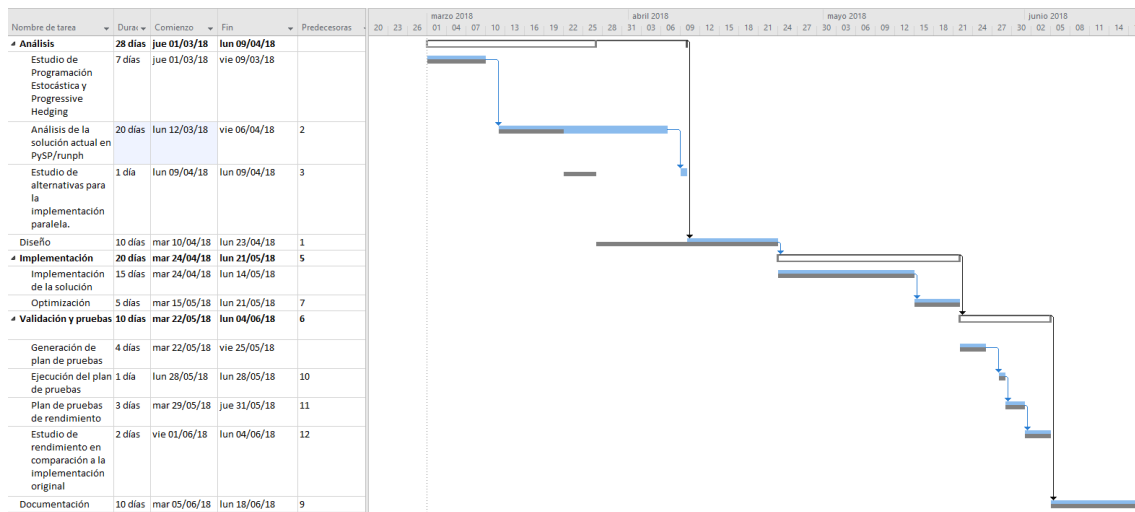 marzo 2018 abril 2018 mayo 2018 junio 2018
Nombre de tarea Durac Comienzo Fin Predecesoras 20 23 26 01 04 07 10 13 16 19 22 25 28 31 03 06 09 12 15 18 21 24 27 30 03 06 09 12 15 18 21 24 27 30 02 05 08 11 14
Análisis 28 días jue 01/03/18 lun 09/04/18
Estudio de 7 días jue 01/03/18 vie 09/03/18
Programación
Estocástica y
Progressive
Hedging
Análisis de la 20 días lun 12/03/18 vie 06/04/18 2
solución actual en
PySP/runph
Estudio de 1 día lun 09/04/18 lun 09/04/18 3
alternativas para
la
implementación
paralela.
Diseño 10 días mar 10/04/18 lun 23/04/18 1
Implementación 20 días mar 24/04/18 lun 21/05/18 5
Implementación 15 días mar 24/04/18 lun 14/05/18
de la solución
Optimización 5 días mar 15/05/18 lun 21/05/18 7
Validación y pruebas 10 días mar 22/05/18 lun 04/06/18 6
Generación de 4 días mar 22/05/18 vie 25/05/18
plan de pruebas
Ejecución del plan 1 día lun 28/05/18 lun 28/05/18 10
de pruebas
Plan de pruebas 3 días mar 29/05/18 jue 31/05/18 11
de rendimiento
Estudio de 2 días vie 01/06/18 lun 04/06/18 12
rendimiento en
comparación a la
implementación
original
Documentación 10 días mar 05/06/18 lun 18/06/18 9